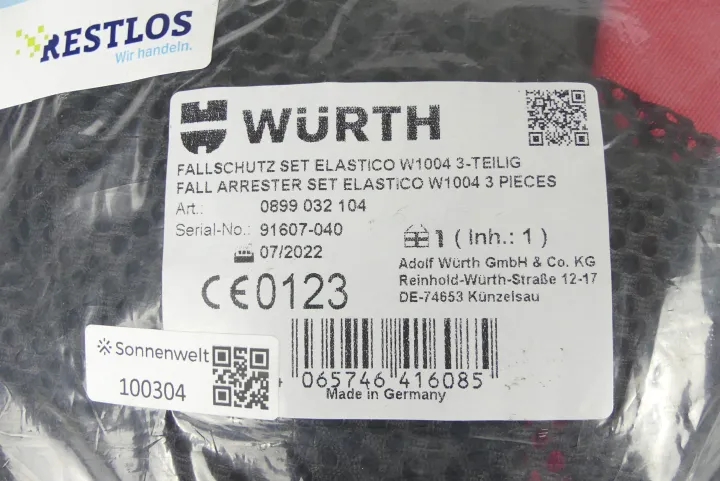 RESTLOS
Wir handeln.
WÜRTH
FALLSCHUTZ SET ELASTICO W1004 3-TEILIG
FALL ARRESTER SET ELASTICO W1004 3 PIECES
Art.: 0899 032 104
Serial-No.: 91607-040
07/2022
1 ( Inh.: 1 )
Adolf Würth GmbH & Co. KG
Reinhold-Würth-Straße 12-17
DE-74653 Künzelsau
CE0123
065746 416085
Made in Germany
Sonnenwelt
100304